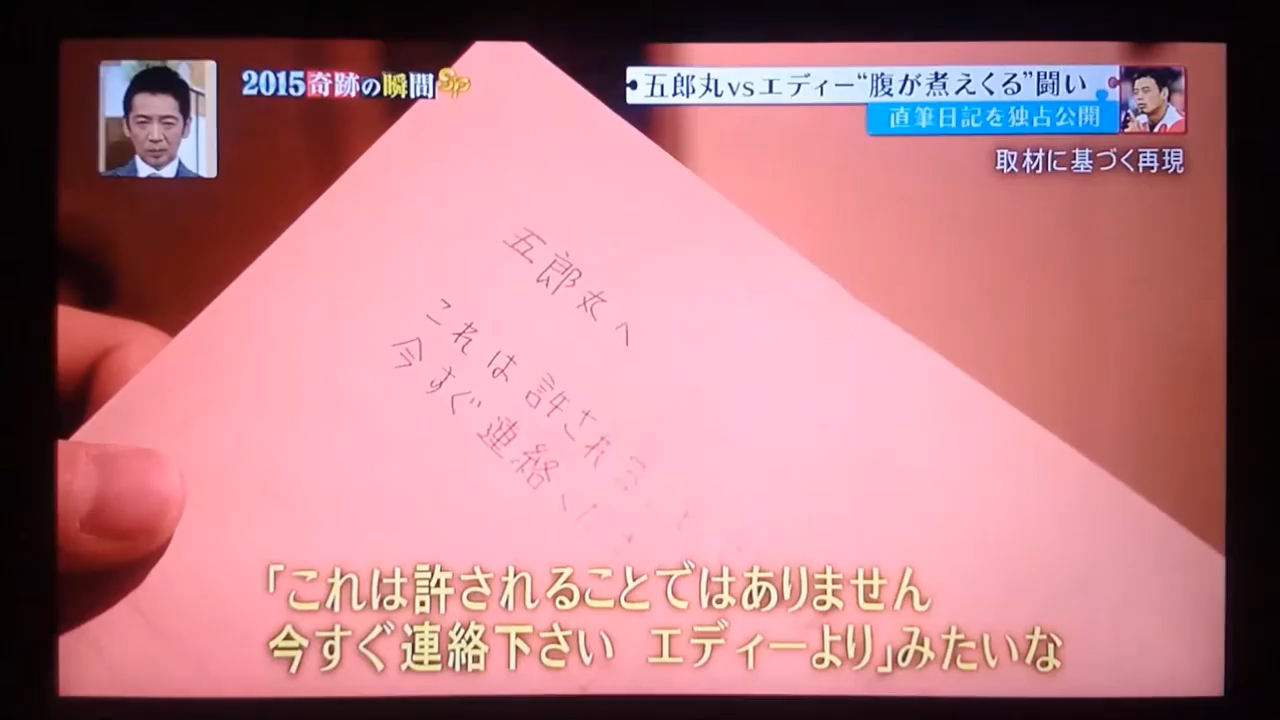 2015奇跡の瞬間SP
五郎丸vsエディー“腹が煮えくる”闘い
直筆日記を独占公開
取材に基づく再現
五郎丸へ
これは許され
今すぐ連絡
「これは許されることではありません
今すぐ連絡下さい エディーより」みたいな